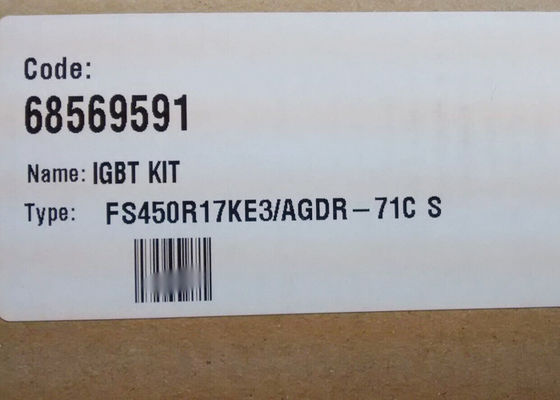 Code:
68569591
Name: IGBT KIT
Type: FS450R17KE3/AGDR-71C S